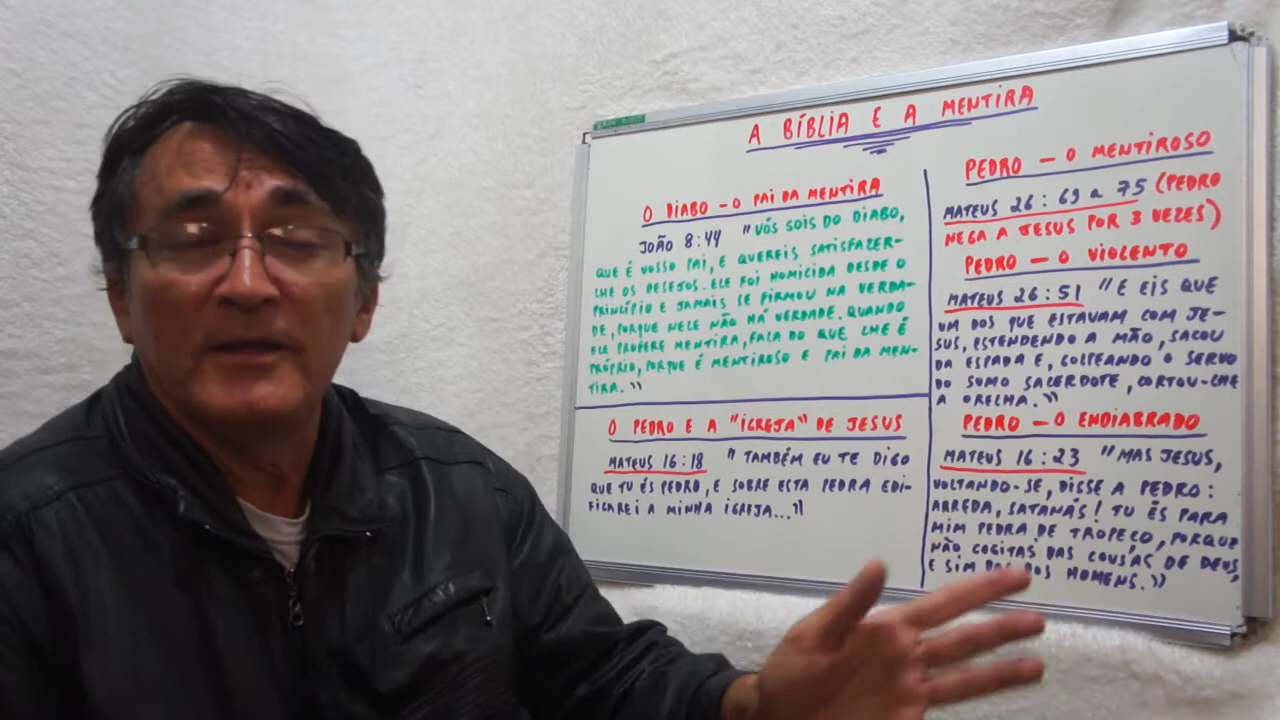 A BÍBLIA E A MENTIRA
O DIABO - O PAI DA MENTIRA
JOÃO 8:44 "VÓS SOIS DO DIABO,
QUE É VOSSO PAI, E QUEREIS SATISFAZER-
LHE OS DESEJOS. ELE FOI HOMICIDA DESDE O
PRINCÍPIO E JAMAIS SE FIRMOU NA VERDA-
DE, PORQUE NELE NÃO HÁ VERDADE. QUANDO
ELE PROFERE MENTIRA, FALA DO QUE LHE É
PRÓPRIO, PORQUE É MENTIROSO E PAI DA MEN-
TIRA."
O PEDRO E A "IGREJA" DE JESUS
MATEUS 16:18 "TAMBÉM EU TE DIGO
QUE TU ÉS PEDRO, E SOBRE ESTA PEDRA EDI-
FICAREI A MINHA IGREJA..."
PEDRO - O MENTIROSO
MATEUS 26:69 a 75 (PEDRO
NEGA A JESUS POR 3 VEZES)
PEDRO - O VIOLENTO
MATEUS 26:51 "E EIS QUE
UM DOS QUE ESTAVAM COM JE-
SUS, ESTENDENDO A MÃO, SACOU
DA ESPADA E, GOLPEANDO O SERVO
DO SUMO SACERDOTE, CORTOU-LHE
A ORELHA."
PEDRO - O ENDIABRADO
MATEUS 16:23 "MAS JESUS,
VOLTANDO-SE, DISSE A PEDRO:
ARREDA, SATANÁS! TU ÉS PARA
MIM PEDRA DE TROPEÇO, PORQUE
NÃO COGITAS DAS COUSAS DE DEUS,
E SIM DAS DOS HOMENS."